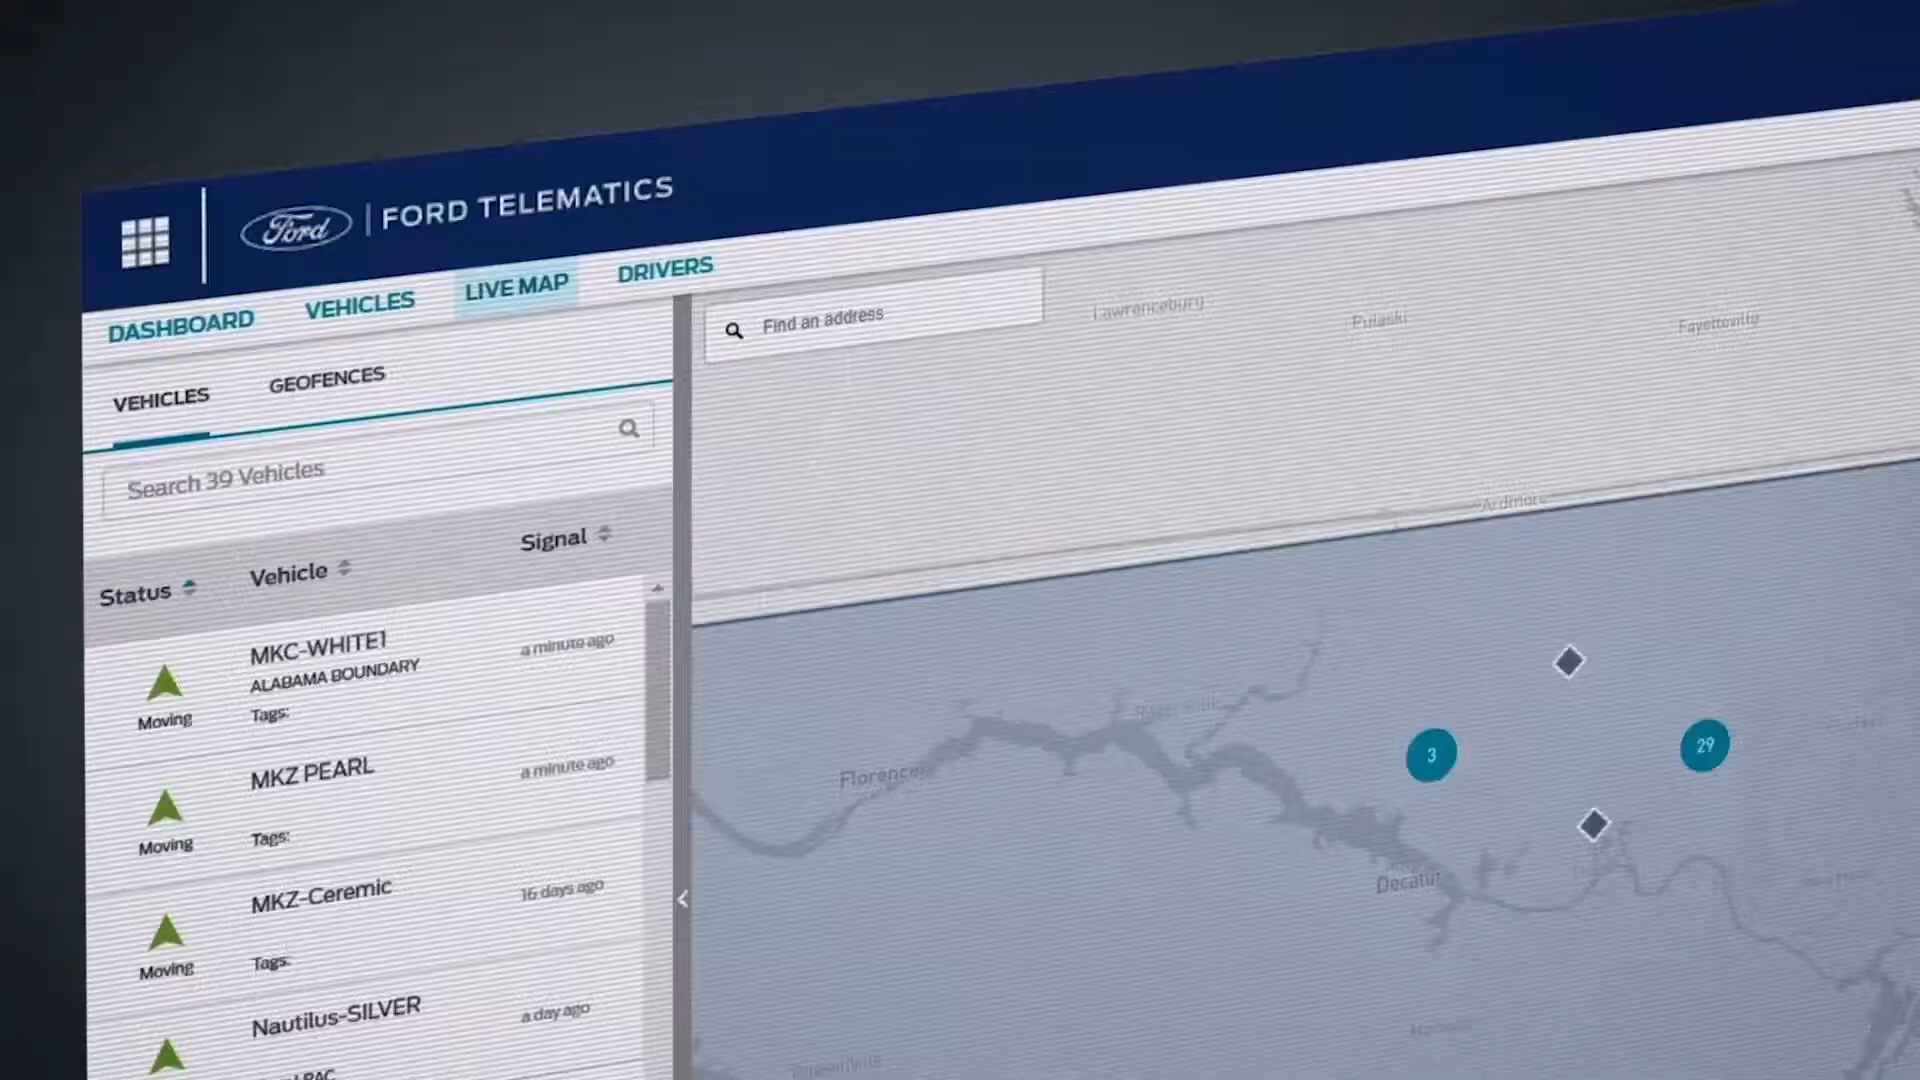 Ford
FORD TELEMATICS
DASHBOARD
VEHICLES
LIVE MAP
DRIVERS
VEHICLES
GEOFENCES
Search 39 Vehicles
Status
Vehicle
Signal
MKC-WHITE1
a minute ago
ALABAMA BOUNDARY
Moving
Tags:
MKZ PEARL
a minute ago
Moving
Tags:
MKZ-Ceremic
16 days ago
Moving
Tags:
Nautilus-SILVER
a day ago
Find an address
Lawrenceburg
Pulaski
Fayetteville
Ardmore
Florence
Decatur
3
29